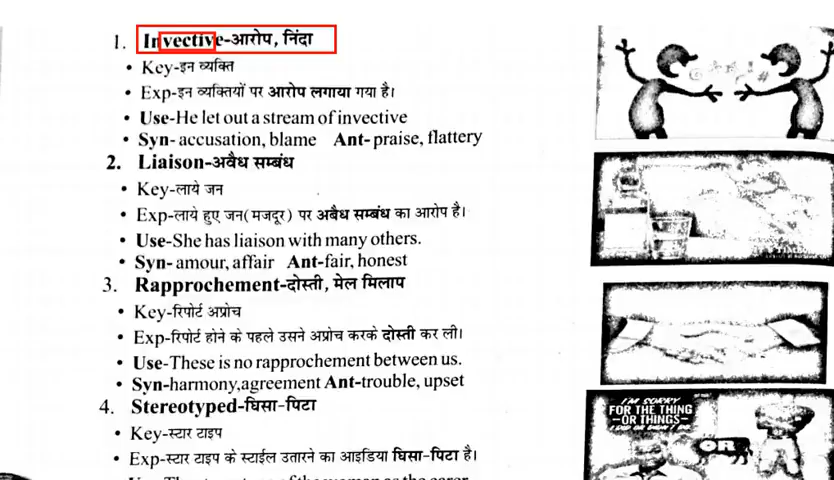 1. Invective-आरोप, निंदा
• Key-इन व्यक्ति
• Exp-इन व्यक्तियों पर आरोप लगाया गया है।
• Use-He let out a stream of invective
• Syn- accusation, blame Ant- praise, flattery
2. Liaison-अवैध सम्बंध
• Key-लाये जन
• Exp-लाये हुए जन(मजदूर) पर अवैध सम्बंध का आरोप है।
• Use-She has liaison with many others.
• Syn- amour, affair Ant-fair, honest
3. Rapprochement-दोस्ती, मेल मिलाप
• Key-रिपोर्ट अप्रोच
• Exp-रिपोर्ट होने के पहले उसने अप्रोच करके दोस्ती कर ली।
• Use-These is no rapprochement between us.
• Syn-harmony,agreement Ant-trouble, upset
4. Stereotyped-घिसा-पिटा
• Key-स्टार टाइप
• Exp-स्टार टाइप के स्टाईल उतारने का आइडिया घिसा-पिटा है।
I'M SORRY
FOR THE THING
-OR THINGS-
OR